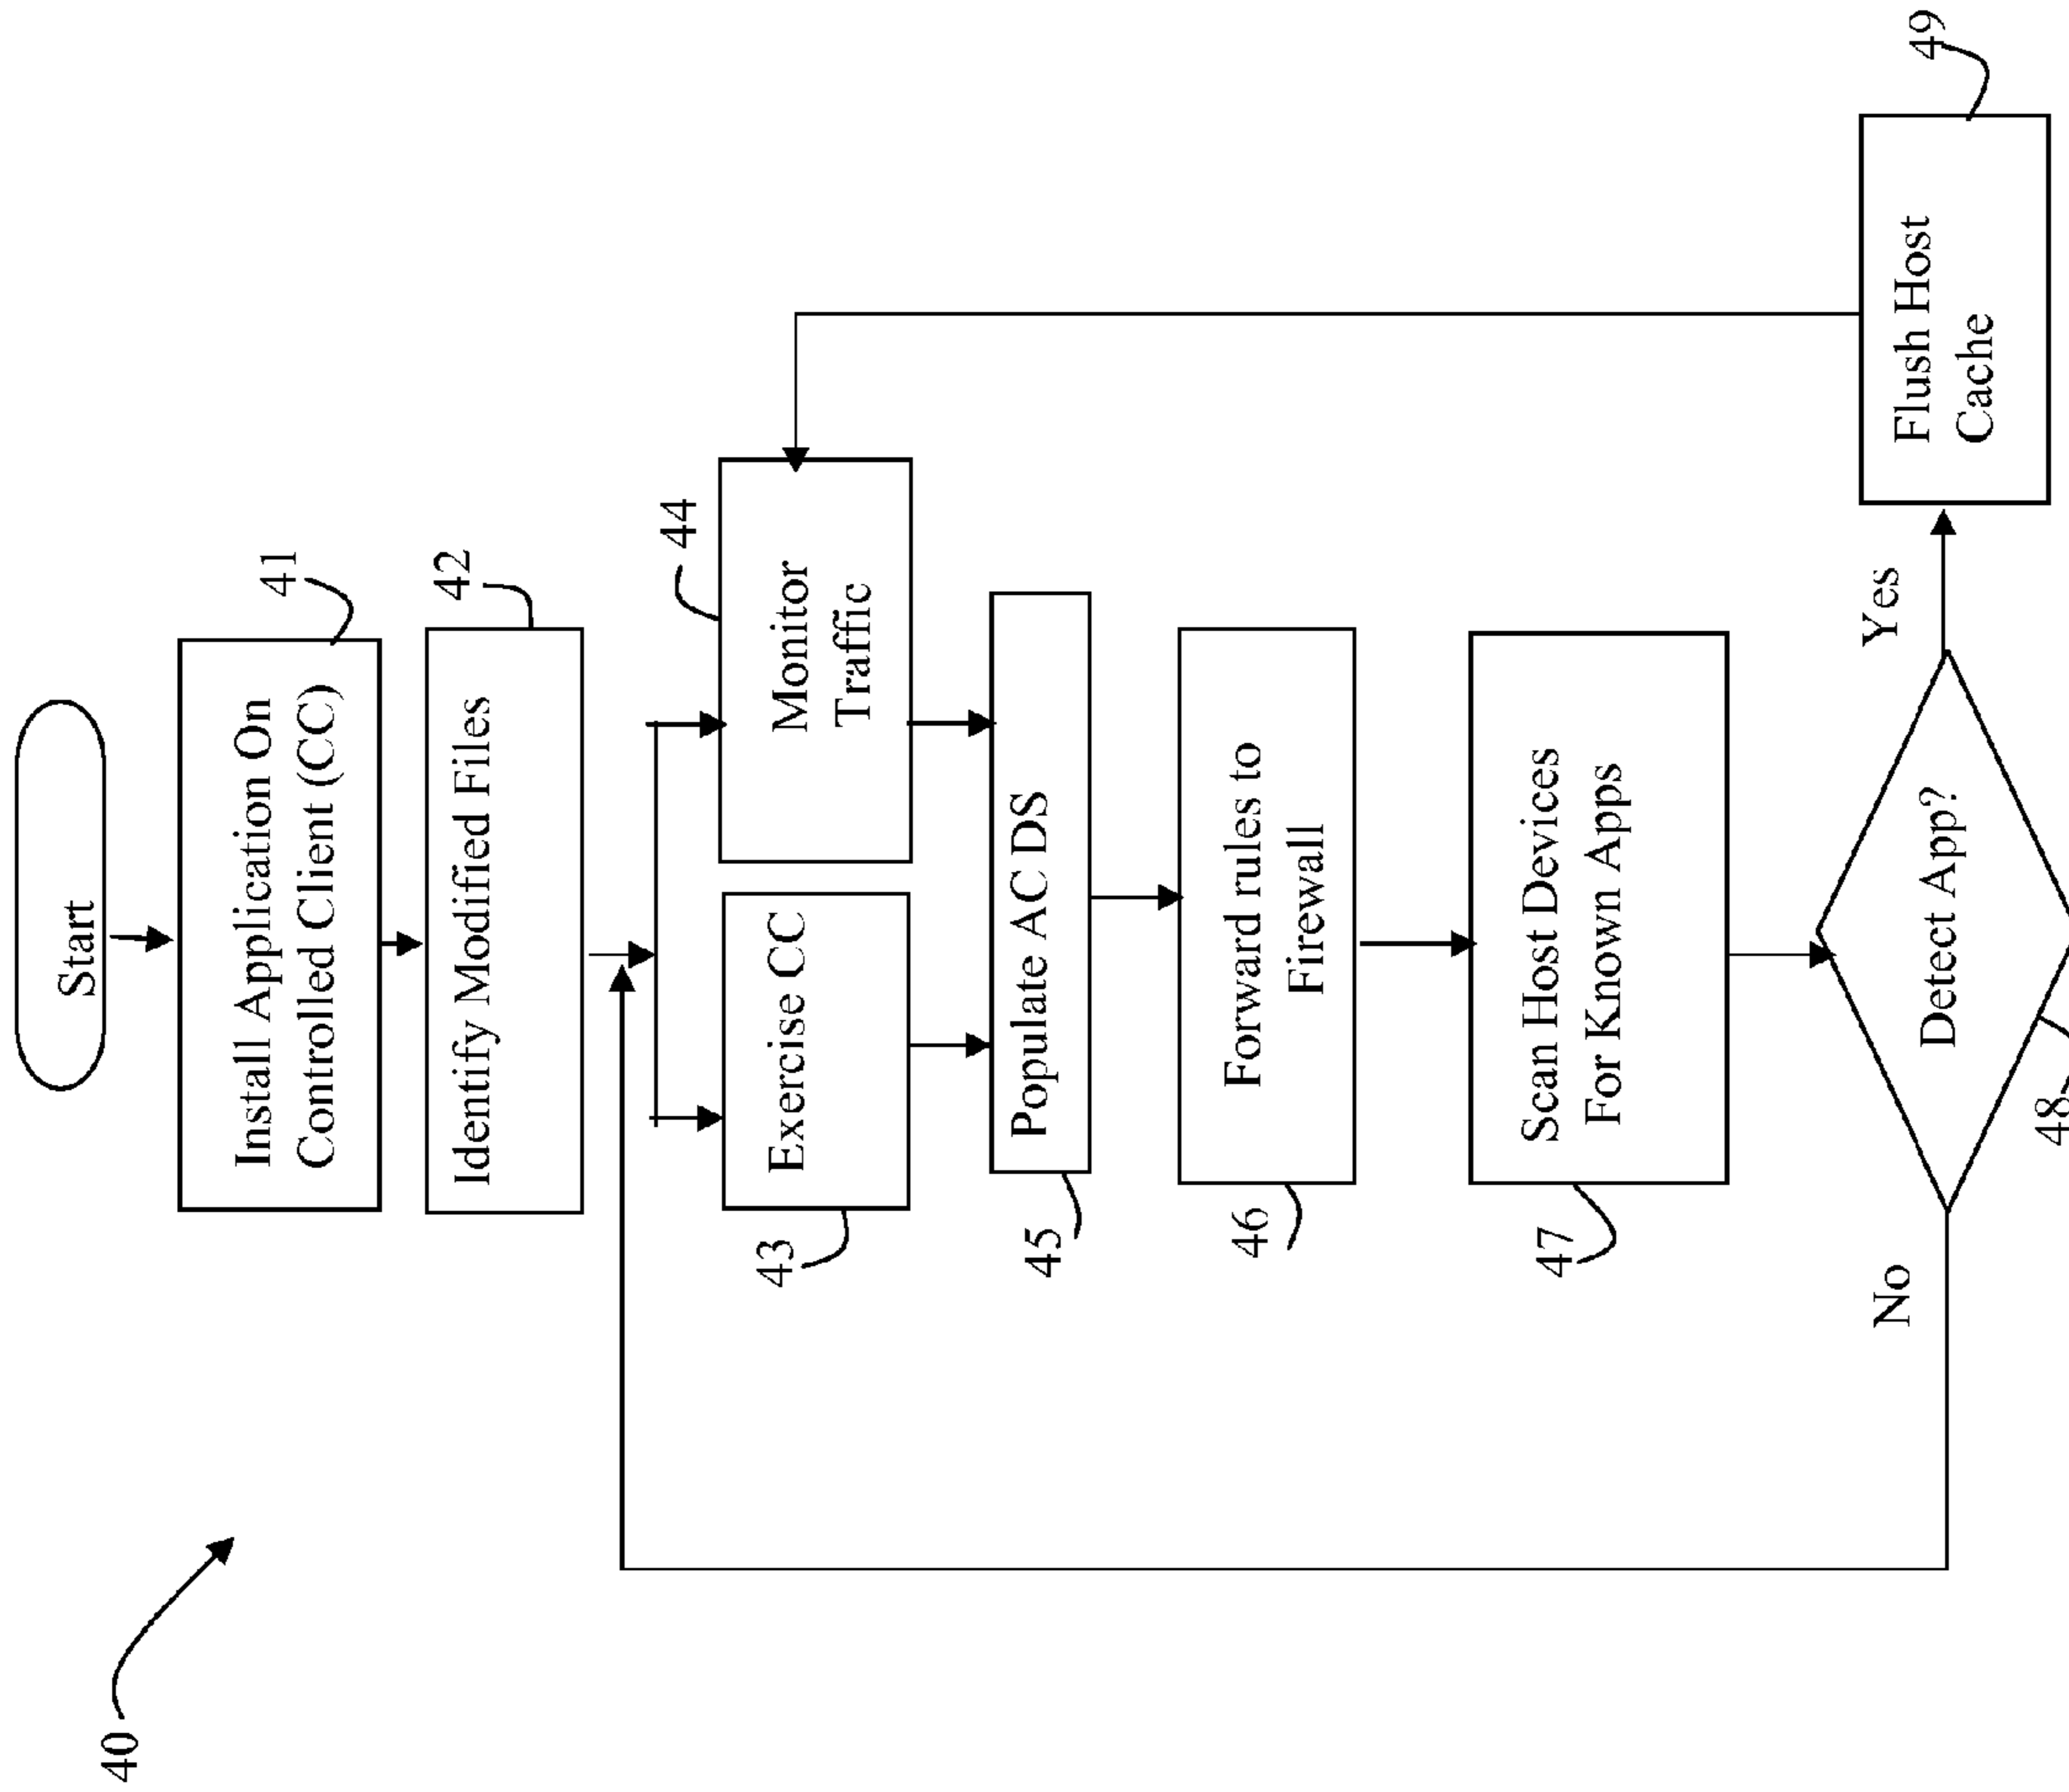 40
Start
Install Application On
Controlled Client (CC)
41
Identify Modified Files
42
Exercise CC
43
Monitor
Traffic
44
Populate AC DS
45
Forward rules to
Firewall
46
Scan Host Devices
For Known Apps
47
Detect App?
48
No
Yes
Flush Host
Cache
49